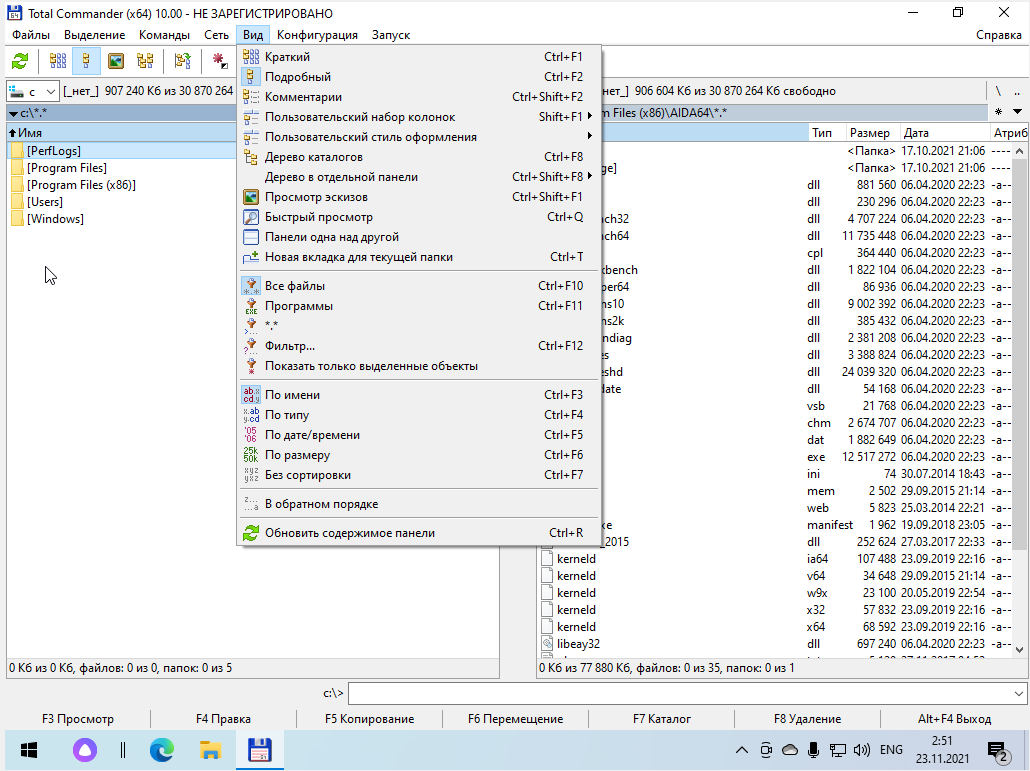 Total Commander (x64) 10.00 - НЕ ЗАРЕГИСТРИРОВАНО
Файлы Выделение Команды Сеть Вид Конфигурация Запуск Справка
c [_нет_] 907 240 Кб из 30 870 264
нет_] 906 604 Кб из 30 870 264 Кб свободно \ ..
c:\*.*
m Files (x86)\AIDA64\*.* * 
Имя
Тип Размер Дата Атриб
[PerfLogs]
[Program Files]
[Program Files (x86)]
[Users]
[Windows]
Краткий Ctrl+F1
Подробный Ctrl+F2
Комментарии Ctrl+Shift+F2
Пользовательский набор колонок Shift+F1
Пользовательский стиль оформления
Дерево каталогов Ctrl+F8
Дерево в отдельной панели Ctrl+Shift+F8
Просмотр эскизов Ctrl+Shift+F1
Быстрый просмотр Ctrl+Q
Панели одна над другой
Новая вкладка для текущей папки Ctrl+T
Все файлы Ctrl+F10
Программы Ctrl+F11
*.*
Фильтр... Ctrl+F12
Показать только выделенные объекты
По имени Ctrl+F3
По типу Ctrl+F4
По дате/времени Ctrl+F5
По размеру Ctrl+F6
Без сортировки Ctrl+F7
В обратном порядке
Обновить содержимое панели Ctrl+R
<Папка> 17.10.2021 21:06 ----
ge] <Папка> 17.10.2021 21:06 ----
dll 881 560 06.04.2020 22:23 -a--
dll 230 296 06.04.2020 22:23 -a--
ch32 dll 4 707 224 06.04.2020 22:23 -a--
ch64 dll 11 735 448 06.04.2020 22:23 -a--
cpl 364 440 06.04.2020 22:23 -a--
kbench dll 1 822 104 06.04.2020 22:23 -a--
per64 dll 86 936 06.04.2020 22:23 -a--
ns10 dll 9 002 392 06.04.2020 22:23 -a--
ns2k dll 385 432 06.04.2020 22:23 -a--
ndiag dll 2 381 208 06.04.2020 22:23 -a--
es dll 3 388 824 06.04.2020 22:23 -a--
eshd dll 24 039 320 06.04.2020 22:23 -a--
date dll 54 168 06.04.2020 22:23 -a--
vsb 21 768 06.04.2020 22:23 -a--
chm 2 674 707 06.04.2020 22:23 -a--
dat 1 882 649 06.04.2020 22:23 -a--
exe 12 517 272 06.04.2020 22:23 -a--
ini 74 30.07.2014 18:43 -a--
mem 2 502 29.09.2015 21:14 -a--
web 5 823 25.03.2014 22:21 -a--
xe manifest 1 962 19.09.2018 23:05 -a--
_2015 dll 252 624 27.03.2017 22:33 -a--
kerneld ia64 107 488 23.09.2019 22:16 -a--
kerneld v64 34 648 29.09.2015 21:14 -a--
kerneld w9x 23 100 20.05.2019 22:54 -a--
kerneld x32 57 832 23.09.2019 22:16 -a--
kerneld x64 68 592 23.09.2019 22:16 -a--
libeay32 dll 697 240 06.04.2020 22:23 -a--
0 Кб из 0 Кб, файлов: 0 из 0, папок: 0 из 5
0 Кб из 77 880 Кб, файлов: 0 из 35, папок: 0 из 1
c:\>
F3 Просмотр F4 Правка F5 Копирование F6 Перемещение F7 Каталог F8 Удаление Alt+F4 Выход
ENG
2:51
23.11.2021
2